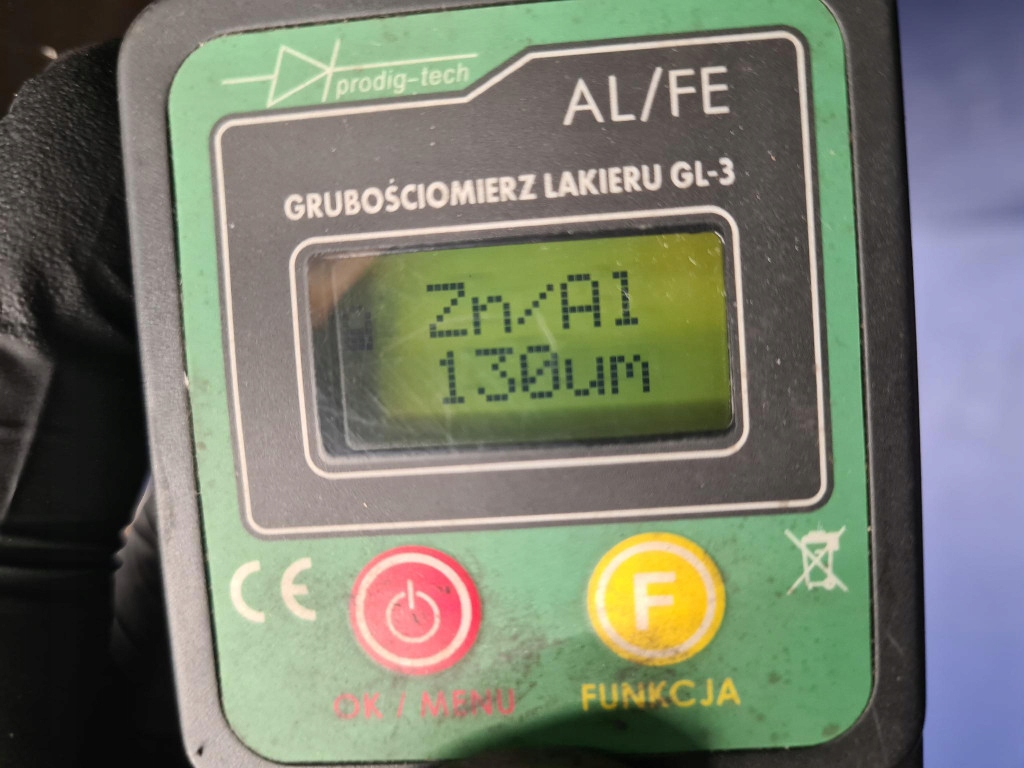 prodig-tech
AL/FE
GRUBOŚCIOMIERZ LAKIERU GL-3
Zn/Al
130um
CE
F
OK / MENU
FUNKCJA